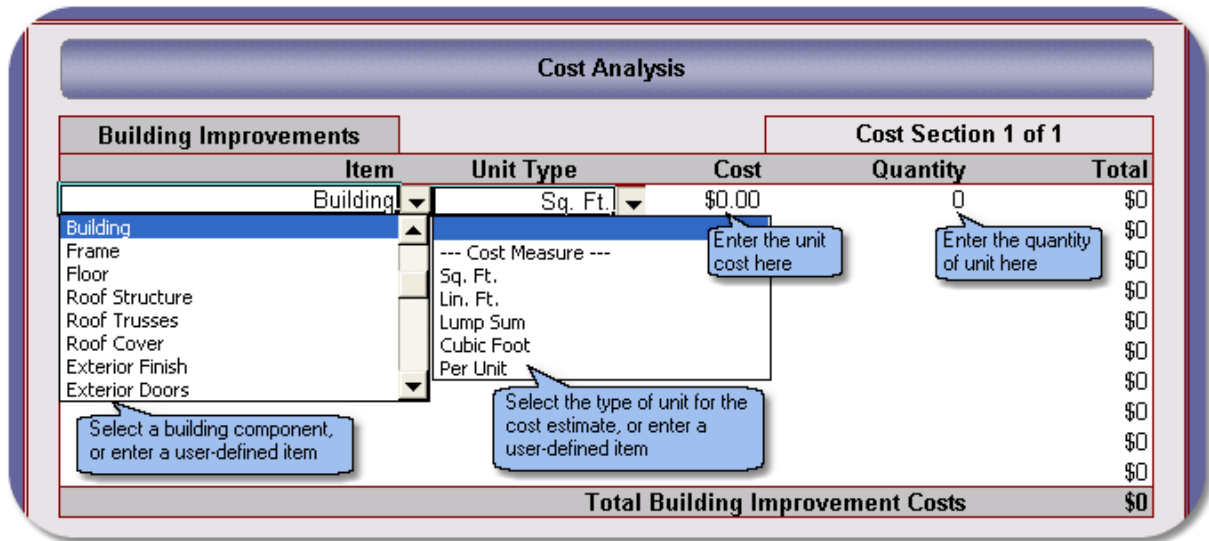 Cost Analysis
Building Improvements
Cost Section 1 of 1
Item Unit Type Cost Quantity Total
Building Sq. Ft. $0.00 0 $0
Building
Frame
Floor
Roof Structure
Roof Trusses
Roof Cover
Exterior Finish
Exterior Doors
--- Cost Measure ---
Sq. Ft.
Lin. Ft.
Lump Sum
Cubic Foot
Per Unit
Enter the unit
cost here
Enter the quantity
of unit here
$0
$0
$0
$0
$0
$0
$0
$0
$0
Select a building component,
or enter a user-defined item
Select the type of unit for the
cost estimate, or enter a
user-defined item
Total Building Improvement Costs $0